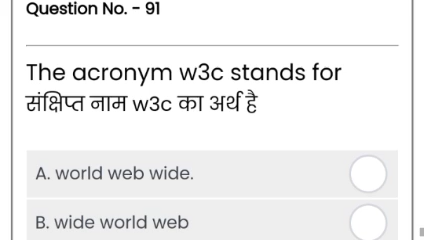 Question No. - 91
The acronym w3c stands for
संक्षिप्त नाम w3c का अर्थ है
A. world web wide.
B. wide world web